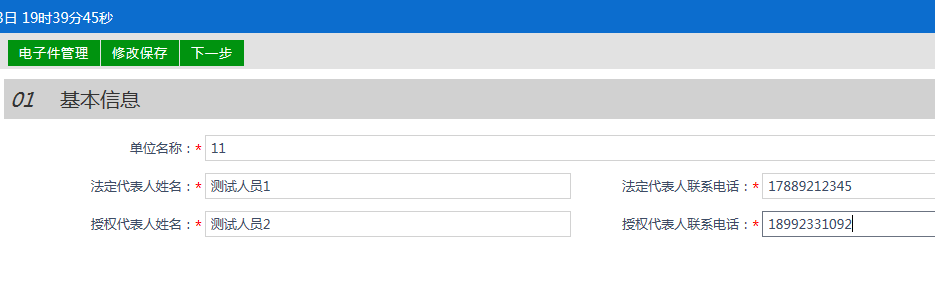 3日 19时39分45秒
电子件管理 修改保存 下一步
01 基本信息
单位名称：* 11
法定代表人姓名：* 测试人员1 法定代表人联系电话：* 17889212345
授权代表人姓名：* 测试人员2 授权代表人联系电话：* 18992331092